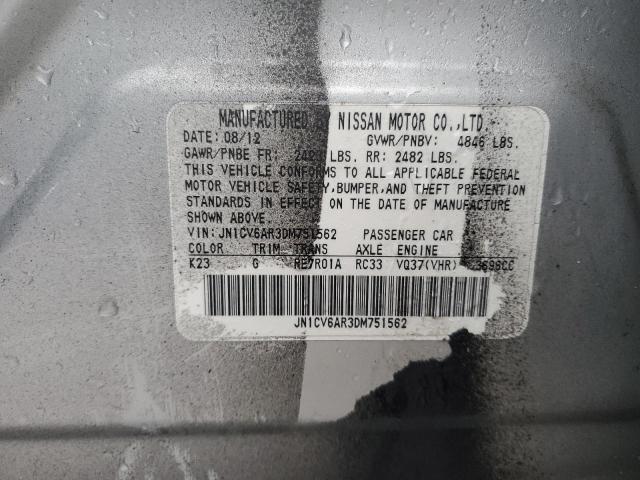 MANUFACTURED BY NISSAN MOTOR CO.,LTD.
DATE: 08/12 GVWR/PNBV: 4846 LBS.
GAWR/PNBE FR: LBS. RR: 2482 LBS.
THIS VEHICLE CONFORMS TO ALL APPLICABLE FEDERAL
MOTOR VEHICLE SAFETY,BUMPER,AND THEFT PREVENTION
STANDARDS IN EFFECT ON THE DATE OF MANUFACTURE
SHOWN ABOVE.
VIN: JN1CV6AR3DM751562 PASSENGER CAR
COLOR TRIM TRANS AXLE ENGINE
K23 G RE7R01A RC33 VQ37(VHR) 3696CC
JN1CV6AR3DM751562